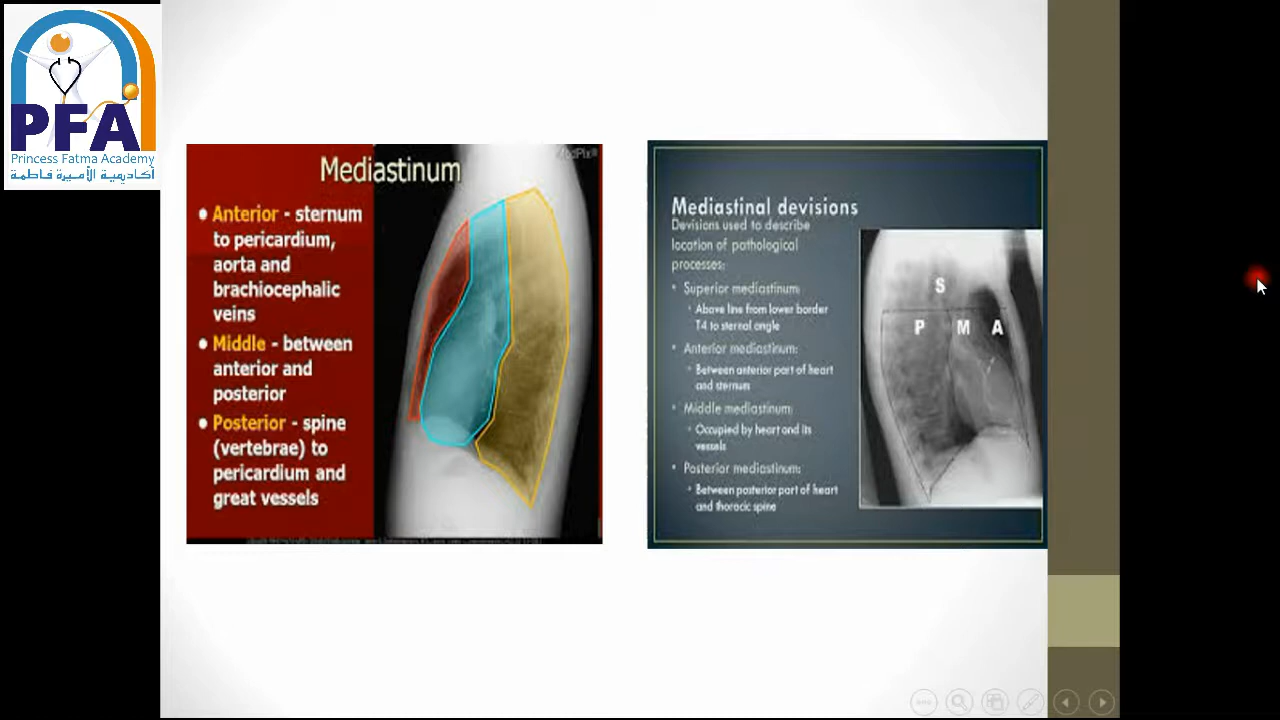 PFA
Princess Fatma Academy
أكاديمية الأميرة فاطمة
Mediastinum
MedPix®
• Anterior - sternum
to pericardium,
aorta and
brachiocephalic
veins
• Middle - between
anterior and
posterior
• Posterior - spine
(vertebrae) to
pericardium and
great vessels
Mediastinal devisions
Devisions used to describe
location of pathological
processes:
• Superior mediastinum:
• Above line from lower border
T4 to sternal angle
• Anterior mediastinum:
• Between anterior part of heart
and sternum
• Middle mediastinum:
• Occupied by heart and its
vessels
• Posterior mediastinum:
• Between posterior part of heart
and thoracic spine
S
P M A